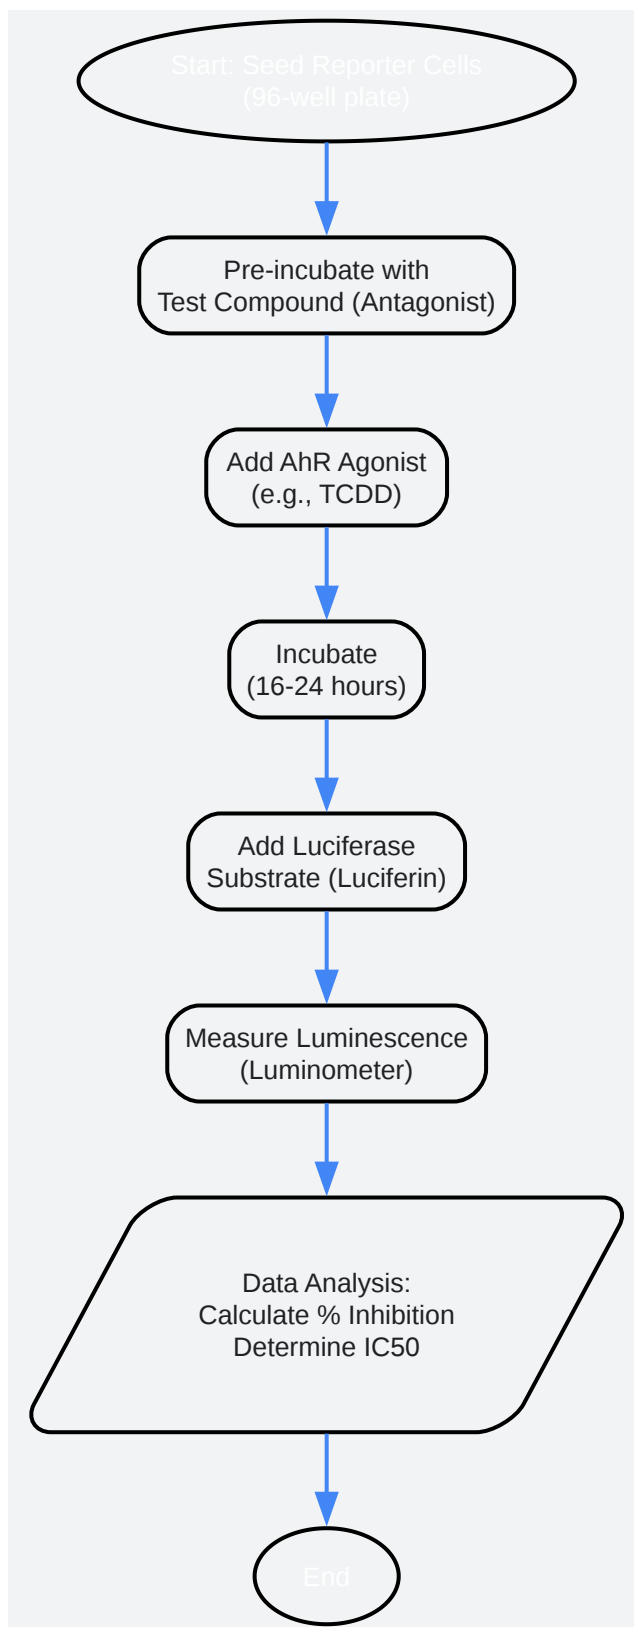 Start: Seed Reporter Cells
(96-well plate)
Pre-incubate with
Test Compound (Antagonist)
Add AhR Agonist
(e.g., TCDD)
Incubate
(16-24 hours)
Add Luciferase
Substrate (Luciferin)
Measure Luminescence
(Luminometer)
Data Analysis:
Calculate % Inhibition
Determine IC50
End